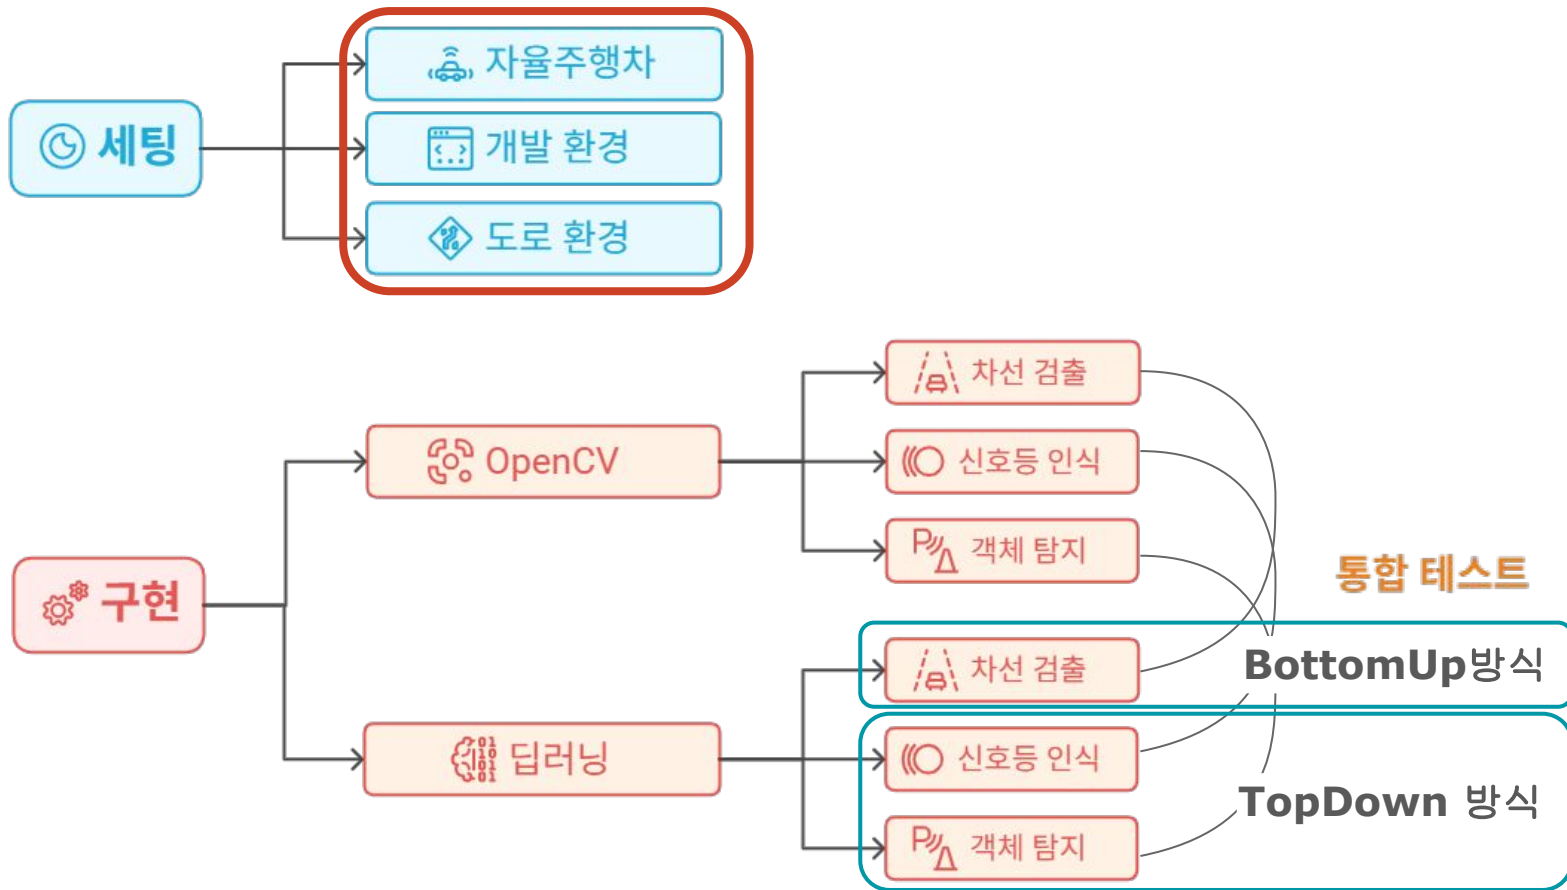 세팅
자율주행차
개발 환경
도로 환경
구현
OpenCV
차선 검출
신호등 인식
객체 탐지
딥러닝
차선 검출
신호등 인식
객체 탐지
통합 테스트
BottomUp방식
TopDown 방식